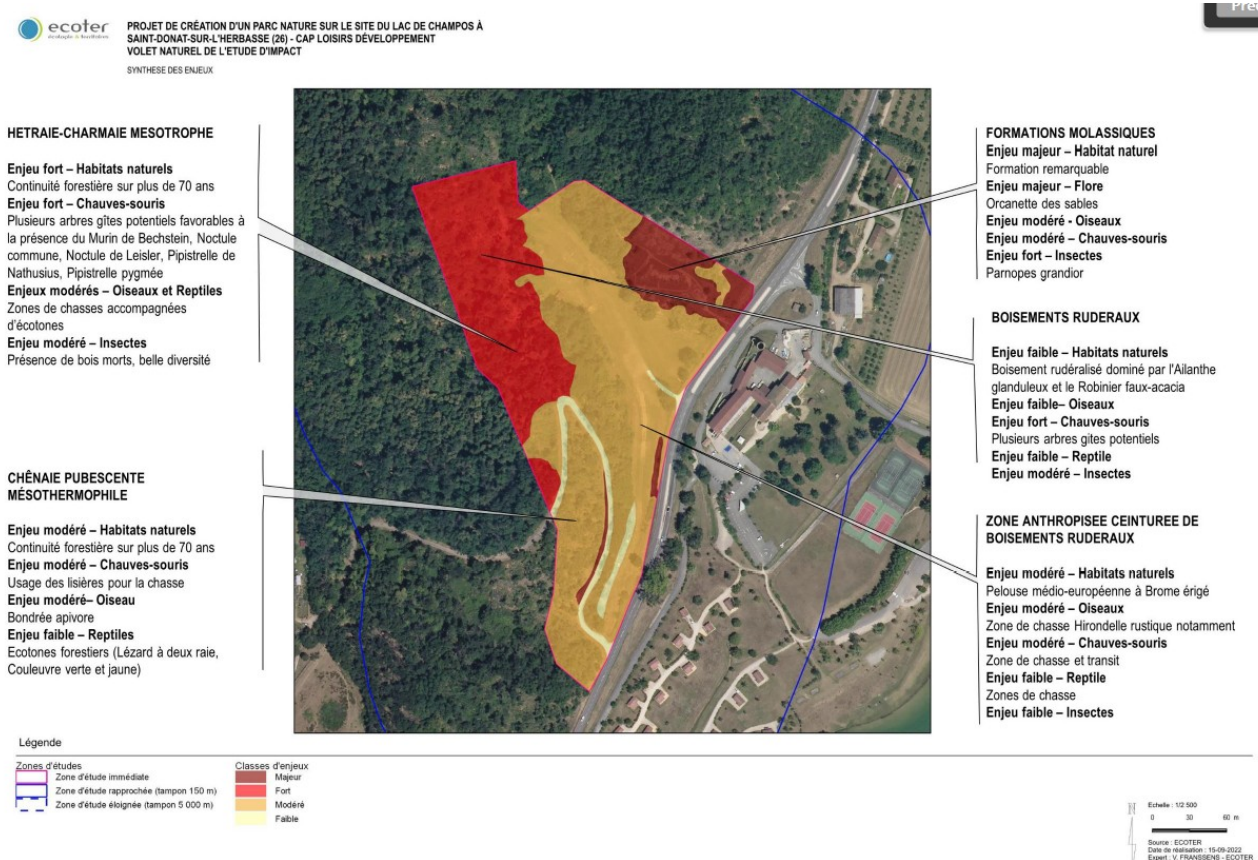 Préc
ecoter
écologie & territoires
PROJET DE CRÉATION D'UN PARC NATURE SUR LE SITE DU LAC DE CHAMPOS À
SAINT-DONAT-SUR-L'HERBASSE (26) - CAP LOISIRS DÉVELOPPEMENT
VOLET NATUREL DE L'ETUDE D'IMPACT
SYNTHESE DES ENJEUX
HETRAIE-CHARMAIE MESOTROPHE
Enjeu fort – Habitats naturels
Continuité forestière sur plus de 70 ans
Enjeu fort – Chauves-souris
Plusieurs arbres gîtes potentiels favorables à
la présence du Murin de Bechstein, Noctule
commune, Noctule de Leisler, Pipistrelle de
Nathusius, Pipistrelle pygmée
Enjeux modérés – Oiseaux et Reptiles
Zones de chasses accompagnées
d'écotones
Enjeu modéré – Insectes
Présence de bois morts, belle diversité
CHÊNAIE PUBESCENTE
MÉSOTHERMOPHILE
Enjeu modéré – Habitats naturels
Continuité forestière sur plus de 70 ans
Enjeu modéré – Chauves-souris
Usage des lisières pour la chasse
Enjeu modéré– Oiseau
Bondrée apivore
Enjeu faible – Reptiles
Ecotones forestiers (Lézard à deux raie,
Couleuvre verte et jaune)
FORMATIONS MOLASSIQUES
Enjeu majeur – Habitat naturel
Formation remarquable
Enjeu majeur – Flore
Orcanette des sables
Enjeu modéré - Oiseaux
Enjeu modéré – Chauves-souris
Enjeu fort – Insectes
Parnopes grandior
BOISEMENTS RUDERAUX
Enjeu faible – Habitats naturels
Boisement rudéralisé dominé par l'Ailanthe
glanduleux et le Robinier faux-acacia
Enjeu faible– Oiseaux
Enjeu fort – Chauves-souris
Plusieurs arbres gites potentiels
Enjeu faible – Reptile
Enjeu modéré – Insectes
ZONE ANTHROPISEE CEINTUREE DE
BOISEMENTS RUDERAUX
Enjeu modéré – Habitats naturels
Pelouse médio-européenne à Brome érigé
Enjeu modéré – Oiseaux
Zone de chasse Hirondelle rustique notamment
Enjeu modéré – Chauves-souris
Zone de chasse et transit
Enjeu faible – Reptile
Zones de chasse
Enjeu faible – Insectes
Légende
Zones d'études
Zone d'étude immédiate
Zone d'étude rapprochée (tampon 150 m)
Zone d'étude éloignée (tampon 5 000 m)
Classes d'enjeux
Majeur
Fort
Modéré
Faible
Echelle : 1/2 500
0 30 60 m
Source : ECOTER
Date de réalisation : 15-09-2022
Expert : V. FRANSSENS - ECOTER